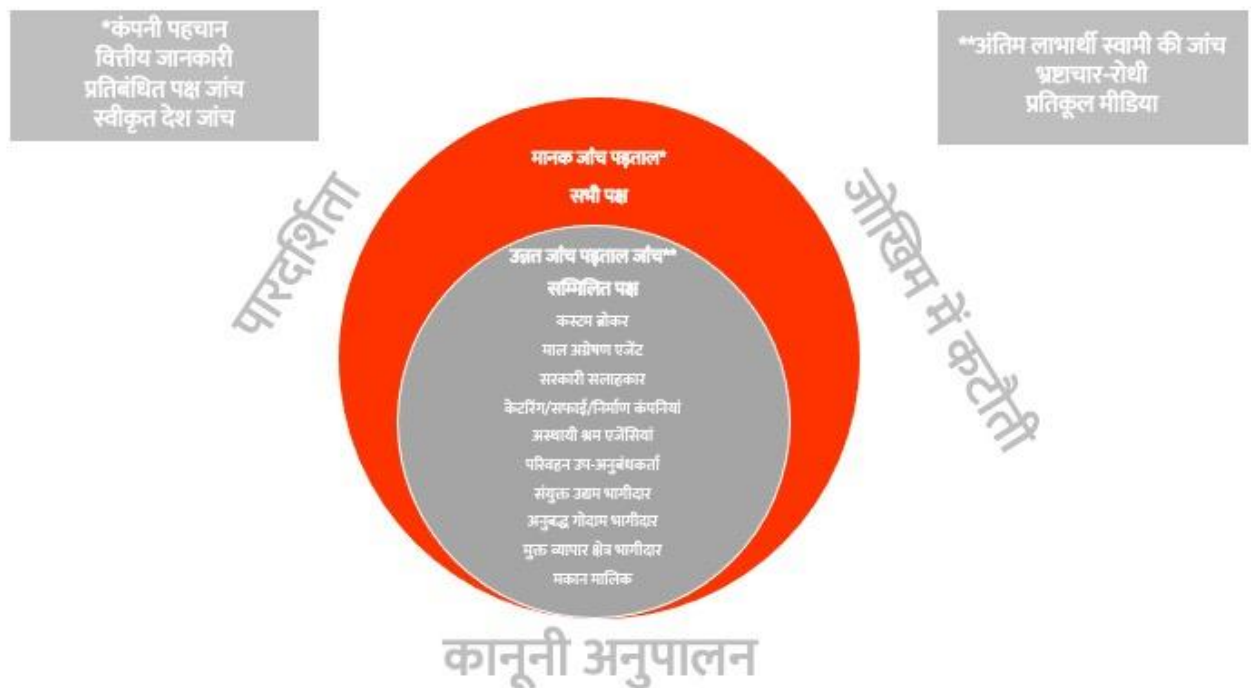 *कंपनी पहचान
वित्तीय जानकारी
प्रतिबंधित पक्ष जांच
स्वीकृत देश जांच
**अंतिम लाभार्थी स्वामी की जांच
भ्रष्टाचार-रोधी
प्रतिकूल मीडिया
मानक जाँच पड़ताल*
सभी पक्ष
पारदर्शिता
जोखिम में कटौती
उन्नत जाँच पड़ताल जाँच**
सम्मिलित पक्ष
कस्टम ब्रोकर
माल अग्रेषण एजेंट
सरकारी सलाहकार
केटरिंग/सफाई/निर्माण कंपनियां
अस्थायी श्रम एजेंसियां
परिवहन उप-अनुबंधकर्ता
संयुक्त उद्यम भागीदार
अनुबद्ध गोदाम भागीदार
मुक्त व्यापार क्षेत्र भागीदार
मकान मालिक
कानूनी अनुपालन